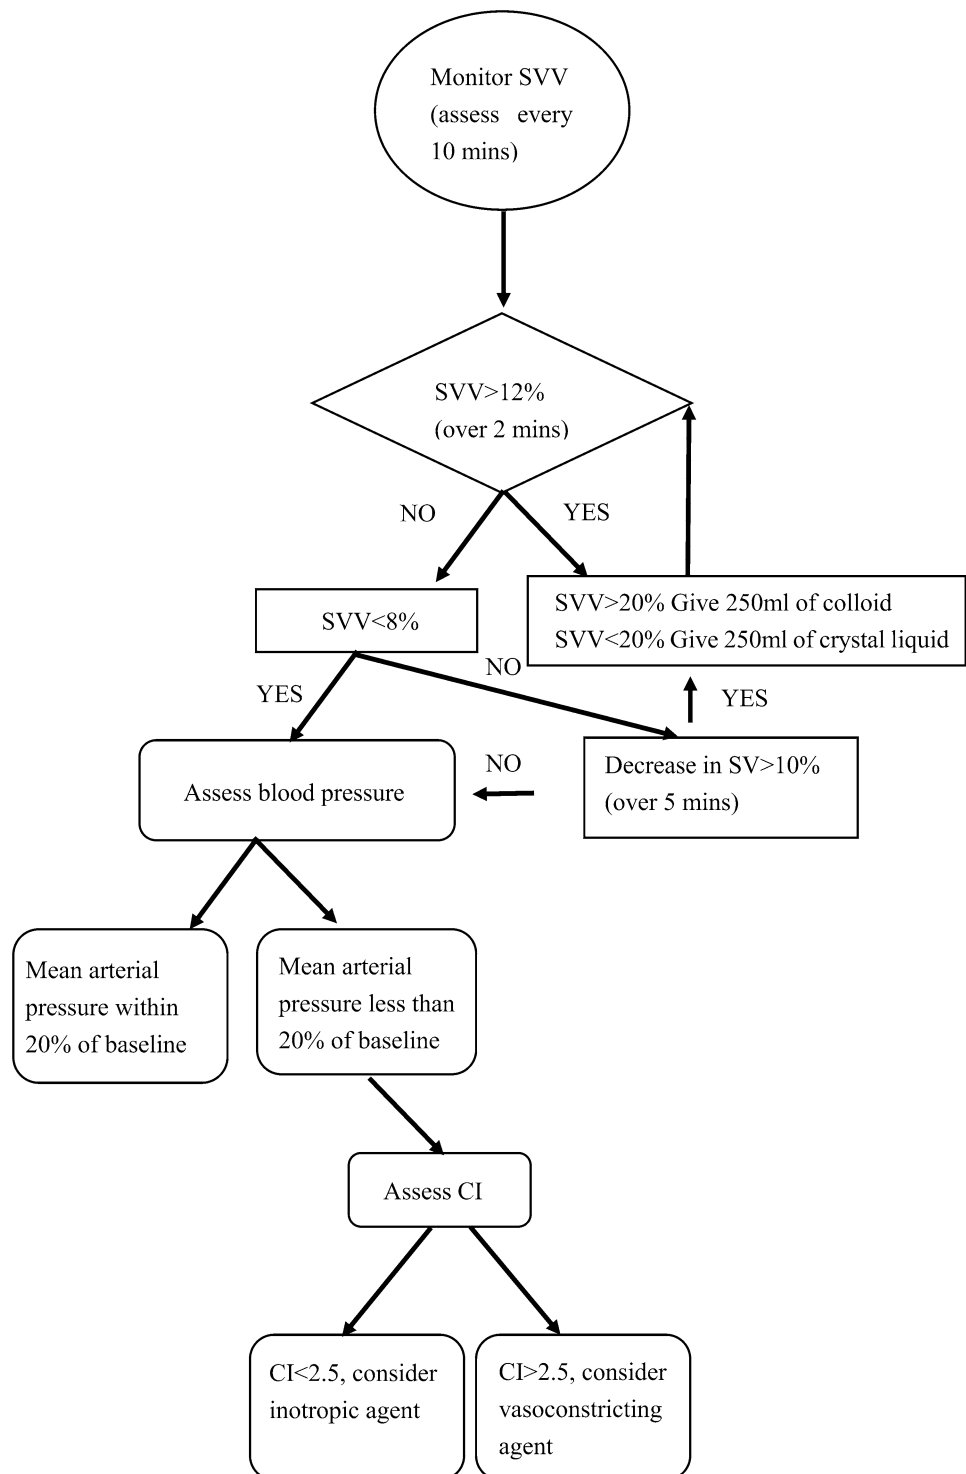 Monitor SVV
(assess every
10 mins)
SVV>12%
(over 2 mins)
NO
YES
SVV<8%
SVV>20% Give 250ml of colloid
SVV<20% Give 250ml of crystal liquid
YES
NO
YES
Assess blood pressure
NO
Decrease in SV>10%
(over 5 mins)
Mean arterial
pressure within
20% of baseline
Mean arterial
pressure less than
20% of baseline
Assess CI
CI<2.5, consider
inotropic agent
CI>2.5, consider
vasoconstricting
agent